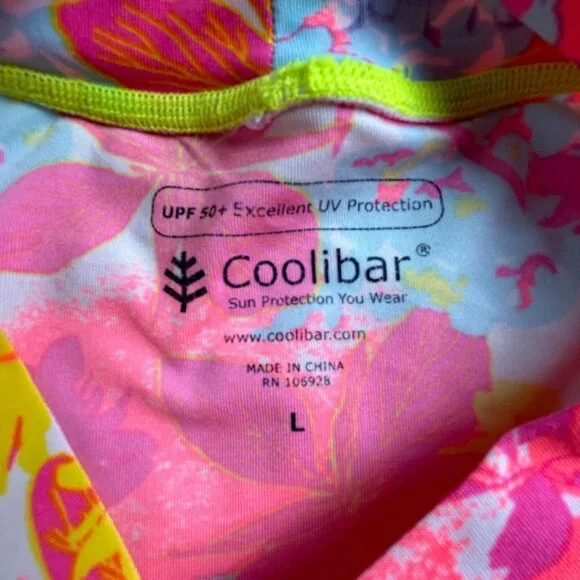 UPF 50+ Excellent UV Protection
Coolibar®
Sun Protection You Wear
www.coolibar.com
MADE IN CHINA
RN 106928
L